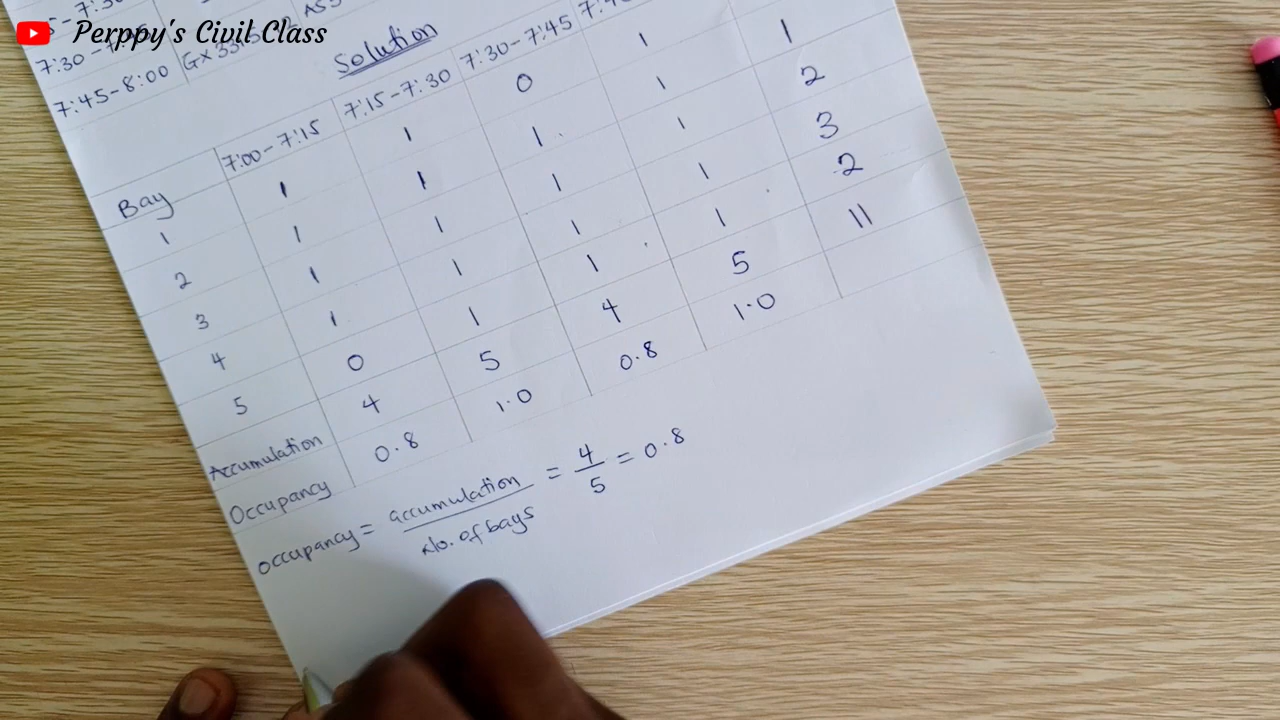 Perppy's Civil Class
7:45-8:00
Solution
Bay 7:00-7:15 7:15-7:30 7:30-7:45
1 1 1 0 1
2 1 1 1 1 1
3 1 1 1 1 2
4 1 1 1 1 3
5 0 1 1 1 2
Accumulation 4 5 4 5 11
Occupancy 0.8 1.0 0.8 1.0
Occupancy = accumulation / No. of bays = 4/5 = 0.8